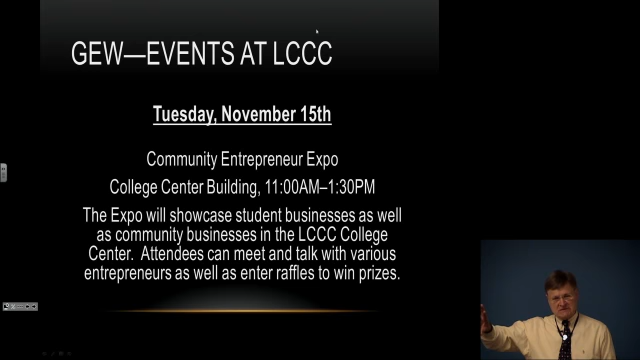 GEW—EVENTS AT LCCC
Tuesday, November 15th
Community Entrepreneur Expo
College Center Building, 11:00AM–1:30PM
The Expo will showcase student businesses as well
as community businesses in the LCCC College
Center. Attendees can meet and talk with various
entrepreneurs as well as enter raffles to win prizes.